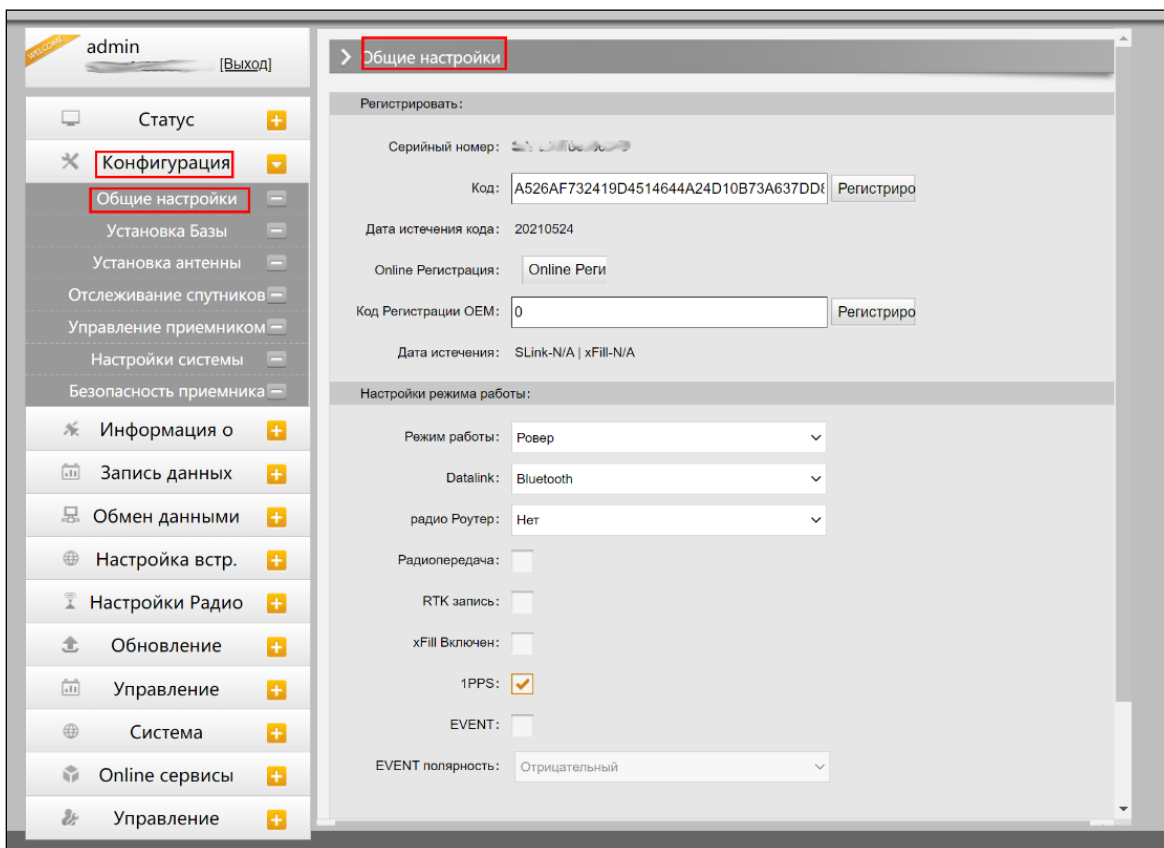 WELCOME
admin
[Выход]
Статус
Конфигурация
Общие настройки
Установка Базы
Установка антенны
Отслеживание спутников
Управление приемником
Настройки системы
Безопасность приемника
Информация о
Запись данных
Обмен данными
Настройка встр.
Настройки Радио
Обновление
Управление
Система
Online сервисы
Управление
Общие настройки
Регистрировать:
Серийный номер:
Код: A526AF732419D4514644A24D10B73A637DD8 Регистриро
Дата истечения кода: 20210524
Online Регистрация: Online Реги
Код Регистрации OEM: 0 Регистриро
Дата истечения: SLink-N/A | xFill-N/A
Настройки режима работы:
Режим работы: Ровер
Datalink: Bluetooth
радио Роутер: Нет
Радиопередача:
RTK запись:
xFill Включен:
1PPS:
EVENT:
EVENT полярность: Отрицательный